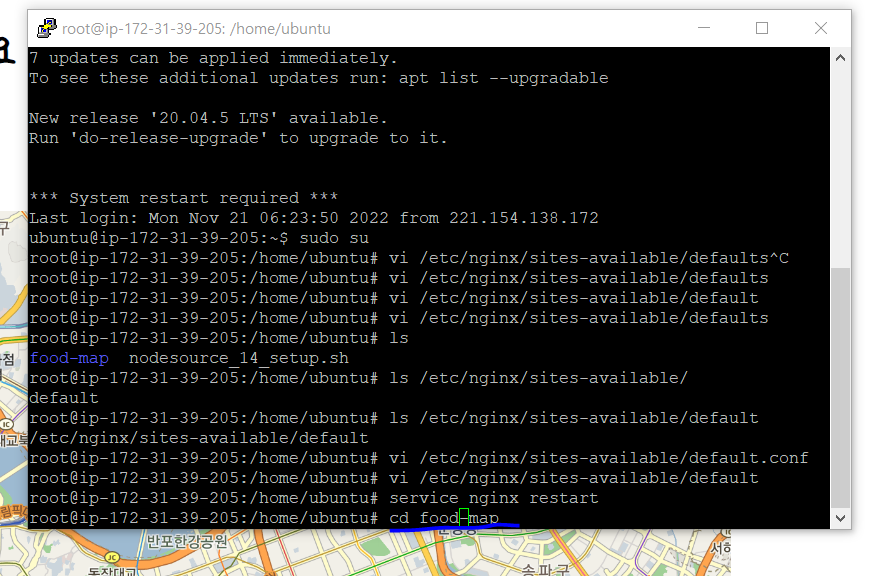 root@ip-172-31-39-205: /home/ubuntu
7 updates can be applied immediately.
To see these additional updates run: apt list --upgradable
New release '20.04.5 LTS' available.
Run 'do-release-upgrade' to upgrade to it.
*** System restart required ***
Last login: Mon Nov 21 06:23:50 2022 from 221.154.138.172
ubuntu@ip-172-31-39-205:~$ sudo su
root@ip-172-31-39-205:/home/ubuntu# vi /etc/nginx/sites-available/defaults^C
root@ip-172-31-39-205:/home/ubuntu# vi /etc/nginx/sites-available/defaults
root@ip-172-31-39-205:/home/ubuntu# vi /etc/nginx/sites-available/default
root@ip-172-31-39-205:/home/ubuntu# vi /etc/nginx/sites-available/defaults
root@ip-172-31-39-205:/home/ubuntu# ls
food-map  nodesource_14_setup.sh
root@ip-172-31-39-205:/home/ubuntu# ls /etc/nginx/sites-available/
default
root@ip-172-31-39-205:/home/ubuntu# ls /etc/nginx/sites-available/default
/etc/nginx/sites-available/default
root@ip-172-31-39-205:/home/ubuntu# vi /etc/nginx/sites-available/default.conf
root@ip-172-31-39-205:/home/ubuntu# vi /etc/nginx/sites-available/default
root@ip-172-31-39-205:/home/ubuntu# service nginx restart
root@ip-172-31-39-205:/home/ubuntu# cd food-map
반포한강공원
JC
동작대교
송파구